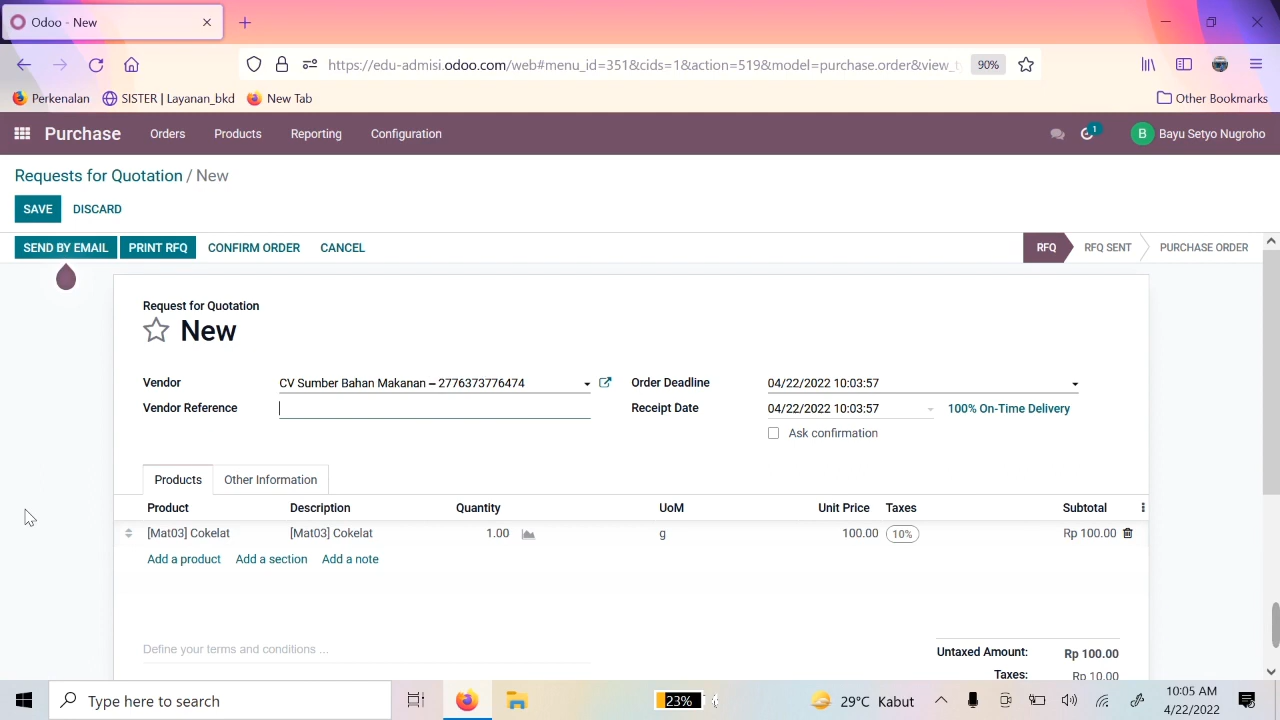 Odoo - New
https://edu-admisi.odoo.com/web#menu_id=351&cids=1&action=519&model=purchase.order&view_
90%
Perkenalan
SISTER | Layanan_bkd
New Tab
Other Bookmarks
Purchase
Orders
Products
Reporting
Configuration
1
B
Bayu Setyo Nugroho
Requests for Quotation / New
SAVE
DISCARD
SEND BY EMAIL
PRINT RFQ
CONFIRM ORDER
CANCEL
RFQ
RFQ SENT
PURCHASE ORDER
Request for Quotation
New
Vendor
CV Sumber Bahan Makanan – 2776373776474
Order Deadline
04/22/2022 10:03:57
Vendor Reference
Receipt Date
04/22/2022 10:03:57
100% On-Time Delivery
Ask confirmation
Products
Other Information
Product
Description
Quantity
UoM
Unit Price
Taxes
Subtotal
[Mat03] Cokelat
[Mat03] Cokelat
1.00
g
100.00
10%
Rp 100.00
Add a product
Add a section
Add a note
Define your terms and conditions ...
Untaxed Amount:
Rp 100.00
Taxes:
Rp 10.00
Type here to search
23%
29°C Kabut
10:05 AM
4/22/2022